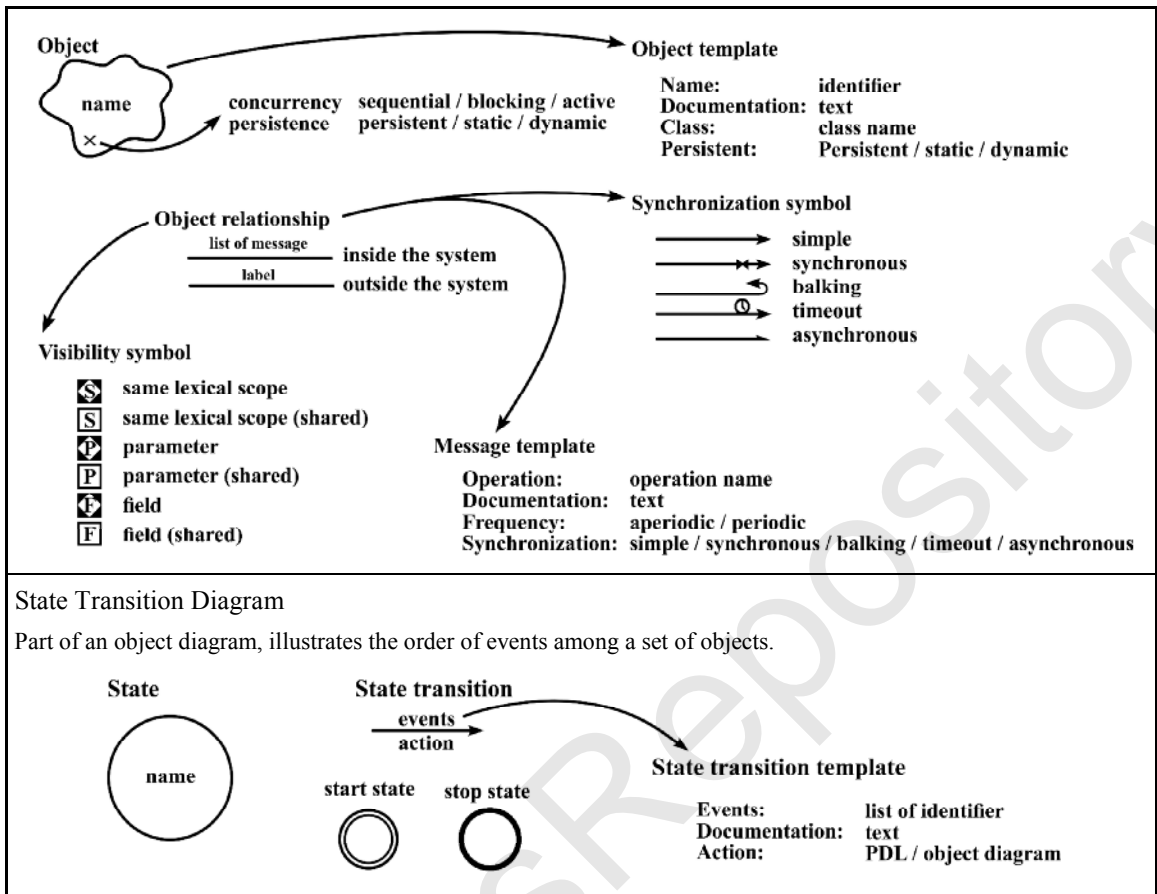 Object
name
×
concurrency sequential / blocking / active
persistence persistent / static / dynamic
Object template
Name: identifier
Documentation: text
Class: class name
Persistent: Persistent / static / dynamic
Object relationship
list of message
inside the system
label
outside the system
Synchronization symbol
simple
synchronous
balking
timeout
asynchronous
Visibility symbol
S same lexical scope
S same lexical scope (shared)
P parameter
P parameter (shared)
F field
F field (shared)
Message template
Operation: operation name
Documentation: text
Frequency: aperiodic / periodic
Synchronization: simple / synchronous / balking / timeout / asynchronous
State Transition Diagram
Part of an object diagram, illustrates the order of events among a set of objects.
State
name
State transition
events
action
start state stop state
State transition template
Events: list of identifier
Documentation: text
Action: PDL / object diagram
sRepository